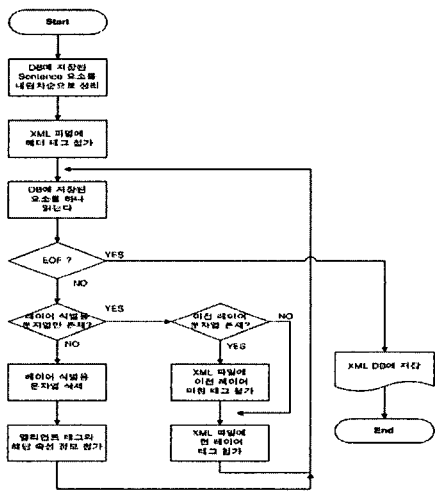 Start
DB에 저장된
Sentence 요소를
내림차순으로 정리
XML 파일에
헤더 태그 첨가
DB에 저장된
요소를 하나
읽는다
EOF ?
YES
NO
레이어 식별용
문자열만 존재?
YES
이전 레이어
문자열 존재?
NO
NO
YES
레이어 식별용
문자열 삭제
XML 파일에
이전 레이어
마침 태그 첨가
XML DB에 저장
엘리먼트 태그와
해당 속성 정보 첨가
XML 파일에
현 레이어
태그 첨가
End